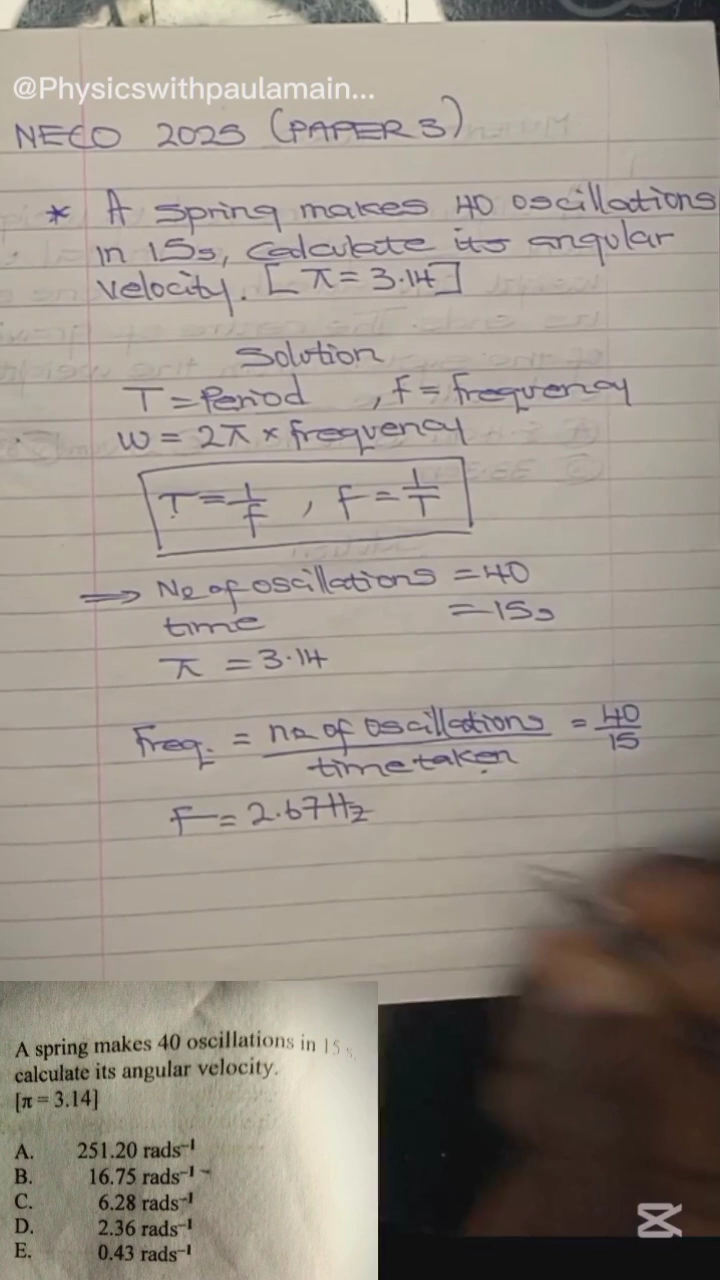 @Physicswithpaulamain...
NECO 2025 (PAPER 3)
* A spring makes 40 oscillations
in 15s, calculate its angular
velocity. [π = 3.14]
Solution
T = Period , f = frequency
W = 2π × frequency
T = 1/f , f = 1/T
⇒ No of oscillations = 40
time = 15s
π = 3.14
Freq. = no of oscillations / time taken = 40/15
F = 2.67Hz
A spring makes 40 oscillations in 15 s,
calculate its angular velocity.
[π = 3.14]
A. 251.20 rads⁻¹
B. 16.75 rads⁻¹
C. 6.28 rads⁻¹
D. 2.36 rads⁻¹
E. 0.43 rads⁻¹